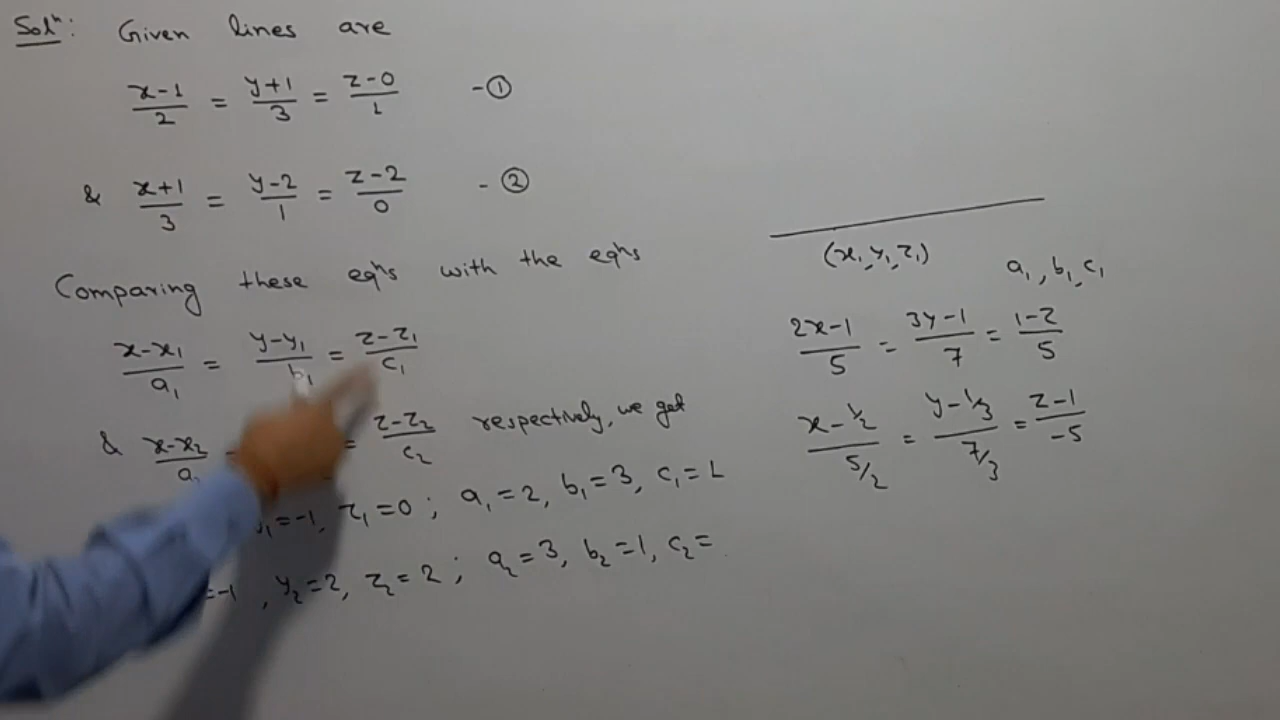 Solⁿ: Given lines are
x-1/2 = y+1/3 = z-0/1 -①
& x+1/3 = y-2/1 = z-2/0 -②
Comparing these eqⁿs with the eqⁿs
x-x₁/a₁ = y-y₁/b₁ = z-z₁/c₁
& x-x₂/a = z-z₂/c₂ respectively, we get
y₁=-1, z₁=0 ; a₁=2, b₁=3, c₁=1
=-1, y₂=2, z₂=2 ; a₂=3, b₂=1, c₂=
(x₁, y₁, z₁)
a₁, b₁, c₁
2x-1/5 = 3y-1/7 = 1-z/5
x-1/2/5/2 = y-1/3/7/3 = z-1/-5